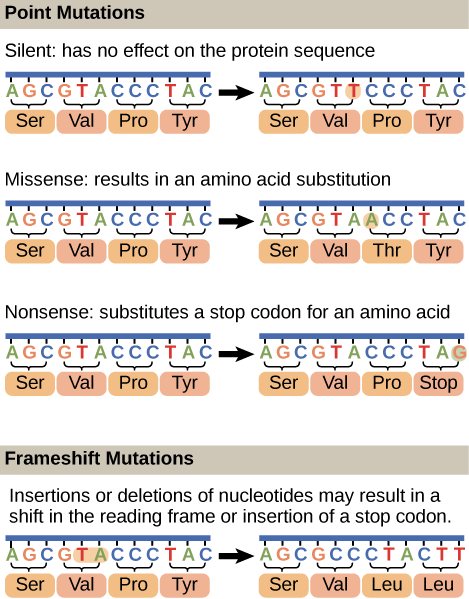 Point Mutations
Silent: has no effect on the protein sequence
AGCGTACCCTAC AGCGTTCCCTAC
Ser Val Pro Tyr Ser Val Pro Tyr
Missense: results in an amino acid substitution
AGCGTACCCTAC AGCGTAACCTAC
Ser Val Pro Tyr Ser Val Thr Tyr
Nonsense: substitutes a stop codon for an amino acid
AGCGTACCCTAC AGCGTACCCTAG
Ser Val Pro Tyr Ser Val Pro Stop
Frameshift Mutations
Insertions or deletions of nucleotides may result in a
shift in the reading frame or insertion of a stop codon.
AGCGTACCCTAC AGCGCCCTACTT
Ser Val Pro Tyr Ser Val Leu Leu